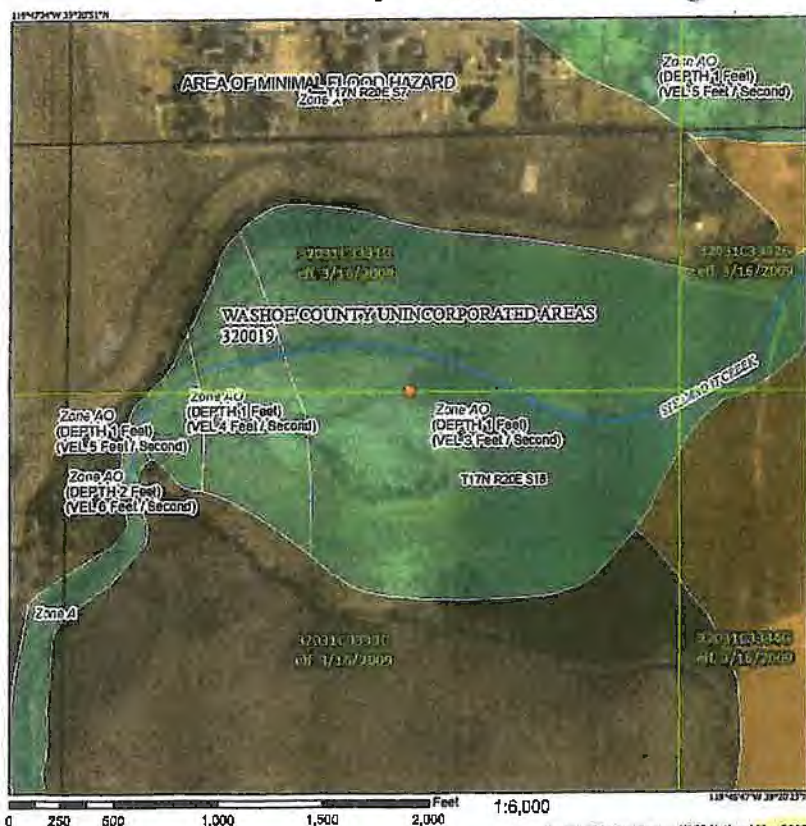 Zone AO
(DEPTH 1 Feet)
(VEL 5 Feet / Second)
AREA OF MINIMAL FLOOD HAZARD
T17N R20E S7
Zone X
eff. 3/16/2009
eff. 3/16/2009
WASHOE COUNTY UNINCORPORATED AREAS
320019
Zone AO
(DEPTH 1 Feet)
(VEL 5 Feet / Second)
Zone AO
(DEPTH 1 Feet)
(VEL 4 Feet / Second)
Zone AO
(DEPTH 1 Feet)
(VEL 3 Feet / Second)
Zone AO
(DEPTH 2 Feet)
(VEL 6 Feet / Second)
T17N R20E S18
Zone A
eff. 3/16/2009
eff. 3/16/2009
Feet
1:6,000
0 250 500 1,000 1,500 2,000